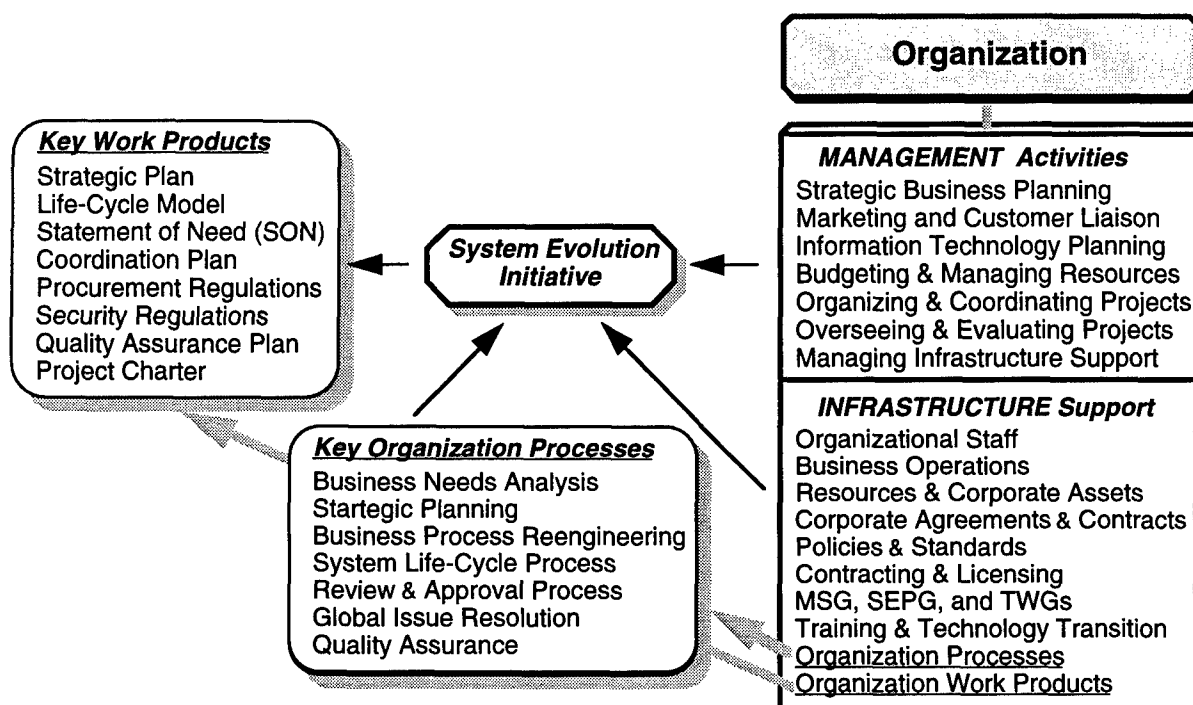 Organization
Key Work Products
Strategic Plan
Life-Cycle Model
Statement of Need (SON)
Coordination Plan
Procurement Regulations
Security Regulations
Quality Assurance Plan
Project Charter
System Evolution
Initiative
MANAGEMENT Activities
Strategic Business Planning
Marketing and Customer Liaison
Information Technology Planning
Budgeting & Managing Resources
Organizing & Coordinating Projects
Overseeing & Evaluating Projects
Managing Infrastructure Support
INFRASTRUCTURE Support
Organizational Staff
Business Operations
Resources & Corporate Assets
Corporate Agreements & Contracts
Policies & Standards
Contracting & Licensing
MSG, SEPG, and TWGs
Training & Technology Transition
Organization Processes
Organization Work Products
Key Organization Processes
Business Needs Analysis
Startegic Planning
Business Process Reengineering
System Life-Cycle Process
Review & Approval Process
Global Issue Resolution
Quality Assurance